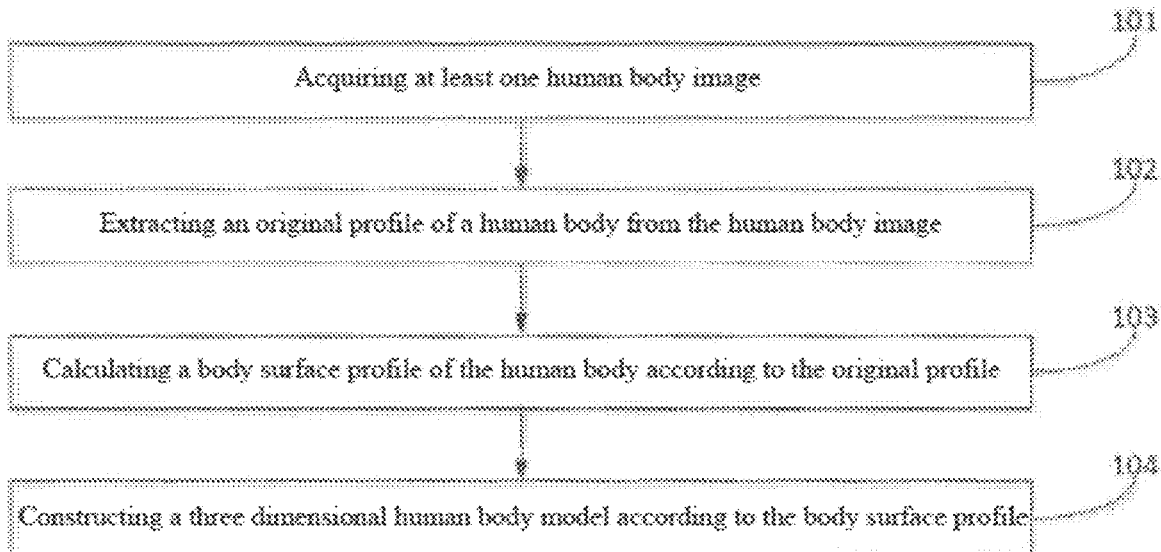 101
Acquiring at least one human body image
102
Extracting an original profile of a human body from the human body image
103
Calculating a body surface profile of the human body according to the original profile
104
Constructing a three dimensional human body model according to the body surface profile